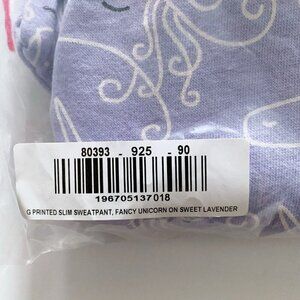 80393 - 925 - 90
196705137018
G PRINTED SLIM SWEATPANT, FANCY UNICORN ON SWEET LAVENDER